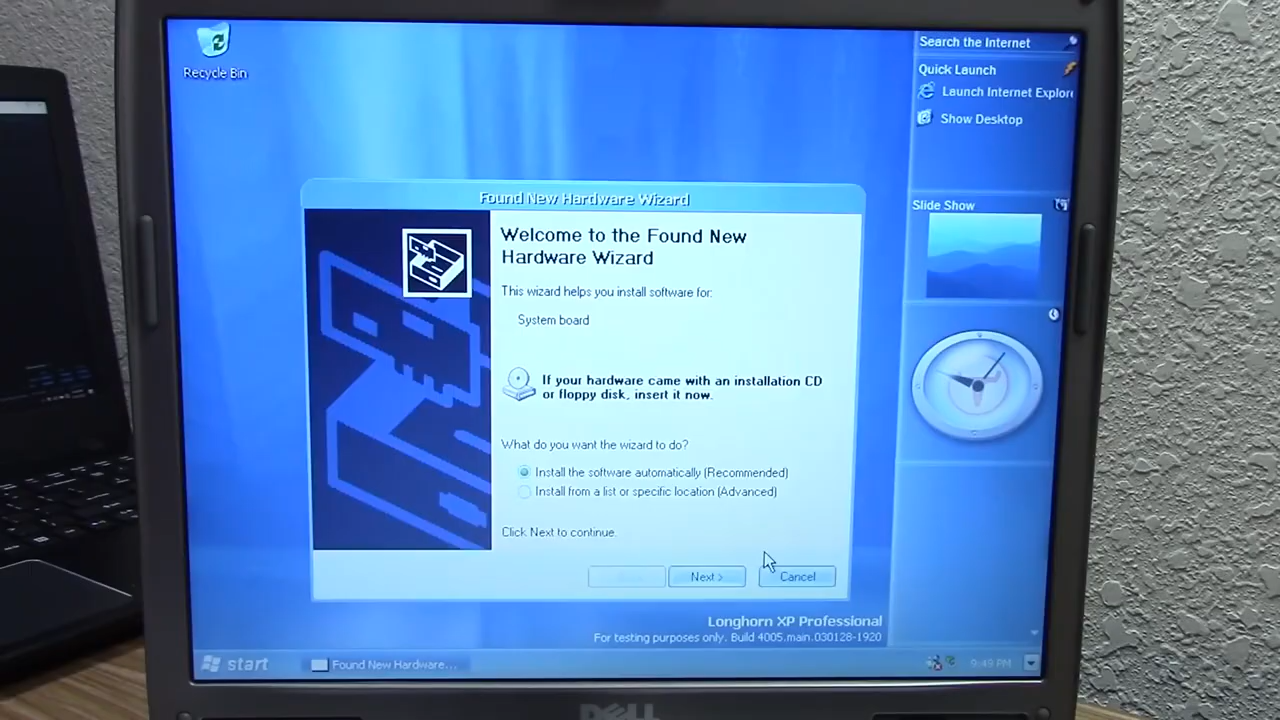 Recycle Bin
Search the Internet
Quick Launch
Launch Internet Explor
Show Desktop
Slide Show
Found New Hardware Wizard
Welcome to the Found New
Hardware Wizard
This wizard helps you install software for:
System board
If your hardware came with an installation CD
or floppy disk, insert it now.
What do you want the wizard to do?
Install the software automatically (Recommended)
Install from a list or specific location (Advanced)
Click Next to continue.
Next >
Cancel
Longhorn XP Professional
For testing purposes only. Build 4005.main.030128-1920
start
Found New Hardware...
9:49 PM
DELL